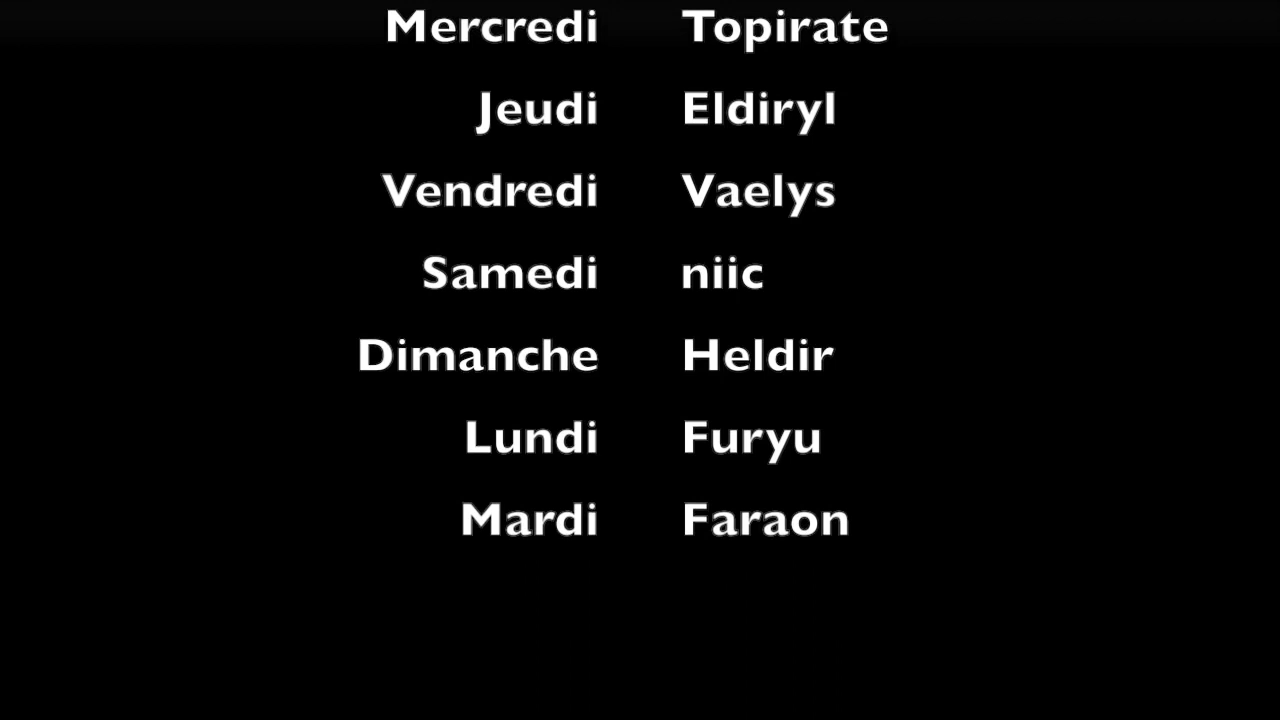 Mercredi Topirate
Jeudi Eldiryl
Vendredi Vaelys
Samedi niic
Dimanche Heldir
Lundi Furyu
Mardi Faraon